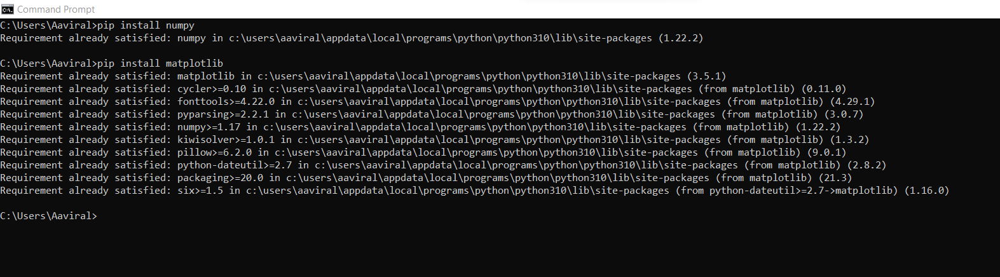 Command Prompt
C:\Users\Aaviral>pip install numpy
Requirement already satisfied: numpy in c:\users\aaviral\appdata\local\programs\python\python310\lib\site-packages (1.22.2)
C:\Users\Aaviral>pip install matplotlib
Requirement already satisfied: matplotlib in c:\users\aaviral\appdata\local\programs\python\python310\lib\site-packages (3.5.1)
Requirement already satisfied: cycler>=0.10 in c:\users\aaviral\appdata\local\programs\python\python310\lib\site-packages (from matplotlib) (0.11.0)
Requirement already satisfied: fonttools>=4.22.0 in c:\users\aaviral\appdata\local\programs\python\python310\lib\site-packages (from matplotlib) (4.29.1)
Requirement already satisfied: pyparsing>=2.2.1 in c:\users\aaviral\appdata\local\programs\python\python310\lib\site-packages (from matplotlib) (3.0.7)
Requirement already satisfied: numpy>=1.17 in c:\users\aaviral\appdata\local\programs\python\python310\lib\site-packages (from matplotlib) (1.22.2)
Requirement already satisfied: kiwisolver>=1.0.1 in c:\users\aaviral\appdata\local\programs\python\python310\lib\site-packages (from matplotlib) (1.3.2)
Requirement already satisfied: pillow>=6.2.0 in c:\users\aaviral\appdata\local\programs\python\python310\lib\site-packages (from matplotlib) (9.0.1)
Requirement already satisfied: python-dateutil>=2.7 in c:\users\aaviral\appdata\local\programs\python\python310\lib\site-packages (from matplotlib) (2.8.2)
Requirement already satisfied: packaging>=20.0 in c:\users\aaviral\appdata\local\programs\python\python310\lib\site-packages (from matplotlib) (21.3)
Requirement already satisfied: six>=1.5 in c:\users\aaviral\appdata\local\programs\python\python310\lib\site-packages (from python-dateutil>=2.7->matplotlib) (1.16.0)
C:\Users\Aaviral>